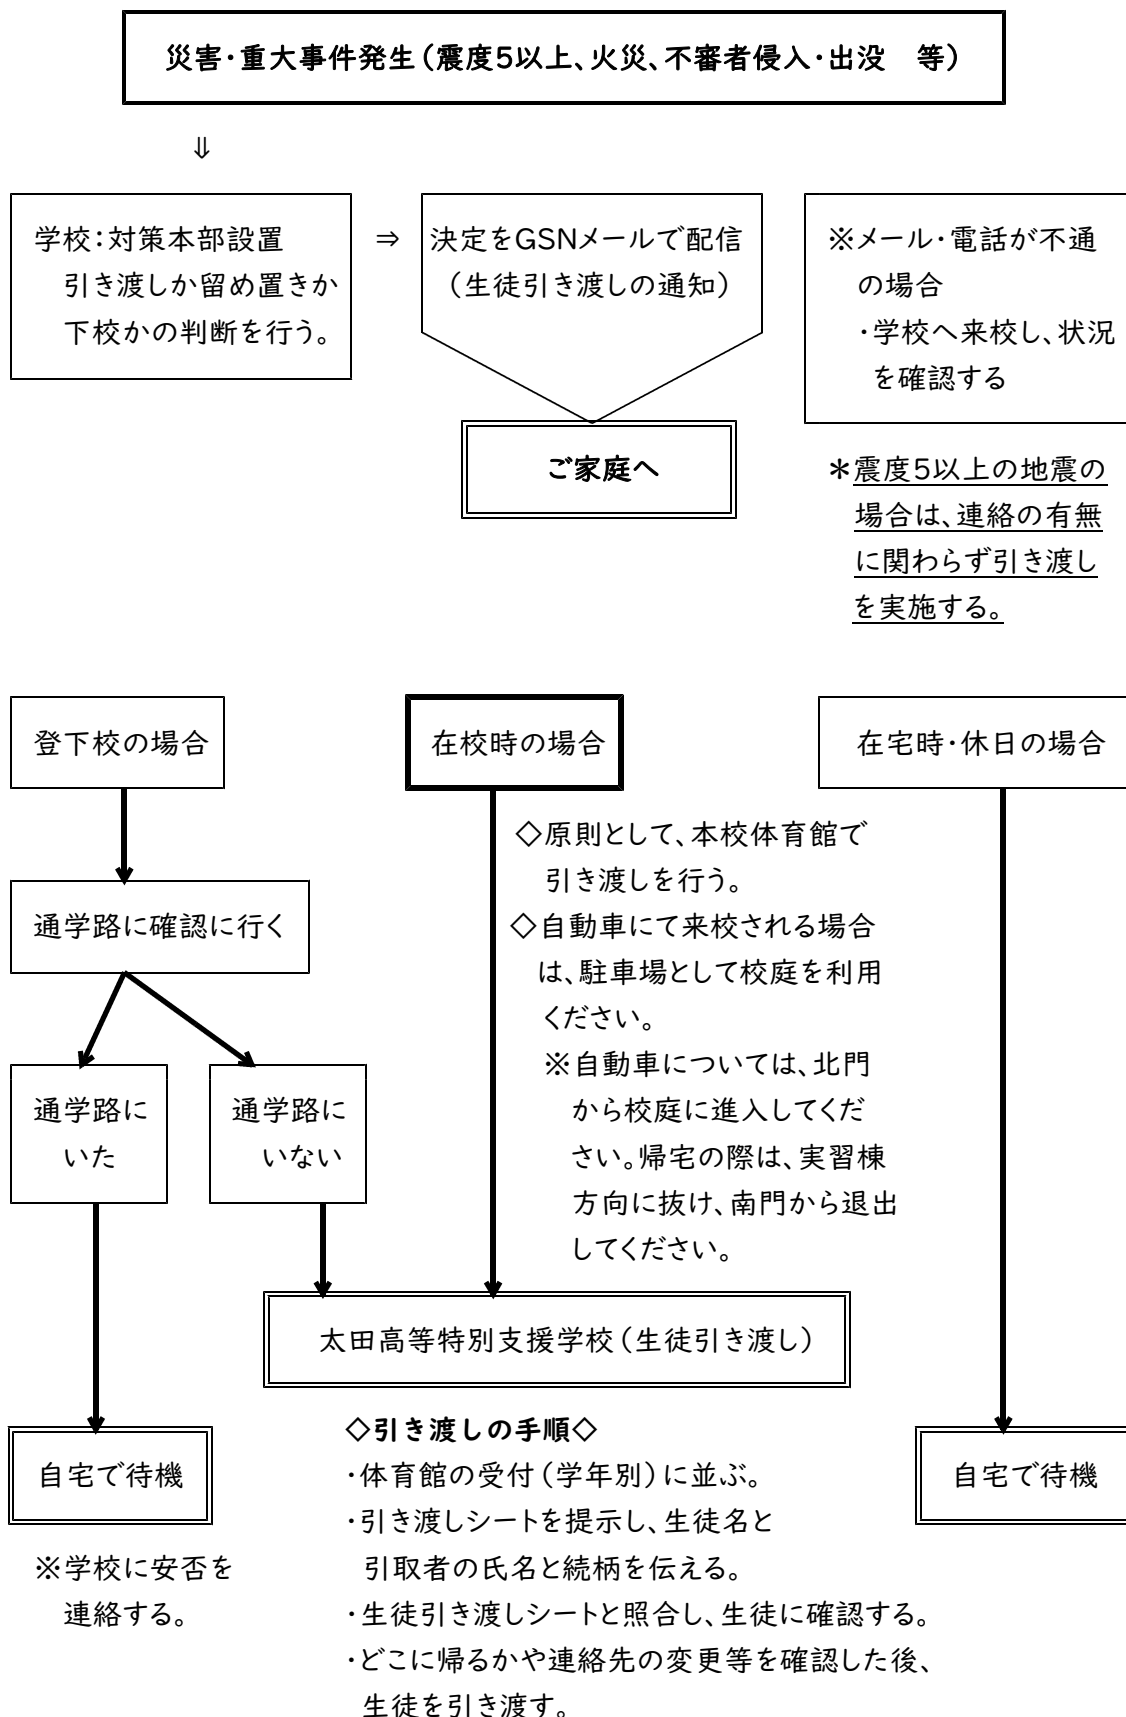 災害・重大事件発生(震度5以上、火災、不審者侵入・出没　等)
⇓
学校:対策本部設置
引き渡しか留め置きか
下校かの判断を行う。
⇒
決定をGSNメールで配信
(生徒引き渡しの通知)
※メール・電話が不通
の場合
・学校へ来校し、状況
を確認する
ご家庭へ
*震度5以上の地震の
場合は、連絡の有無
に関わらず引き渡し
を実施する。
登下校の場合
在校時の場合
在宅時・休日の場合
通学路に確認に行く
通学路に
いた
通学路に
いない
◇原則として、本校体育館で
引き渡しを行う。
◇自動車にて来校される場合
は、駐車場として校庭を利用
ください。
※自動車については、北門
から校庭に進入してくだ
さい。帰宅の際は、実習棟
方向に抜け、南門から退出
してください。
太田高等特別支援学校(生徒引き渡し)
自宅で待機
※学校に安否を
連絡する。
◇引き渡しの手順◇
・体育館の受付(学年別)に並ぶ。
・引き渡しシートを提示し、生徒名と
引取者の氏名と続柄を伝える。
・生徒引き渡しシートと照合し、生徒に確認する。
・どこに帰るかや連絡先の変更等を確認した後、
生徒を引き渡す。
自宅で待機